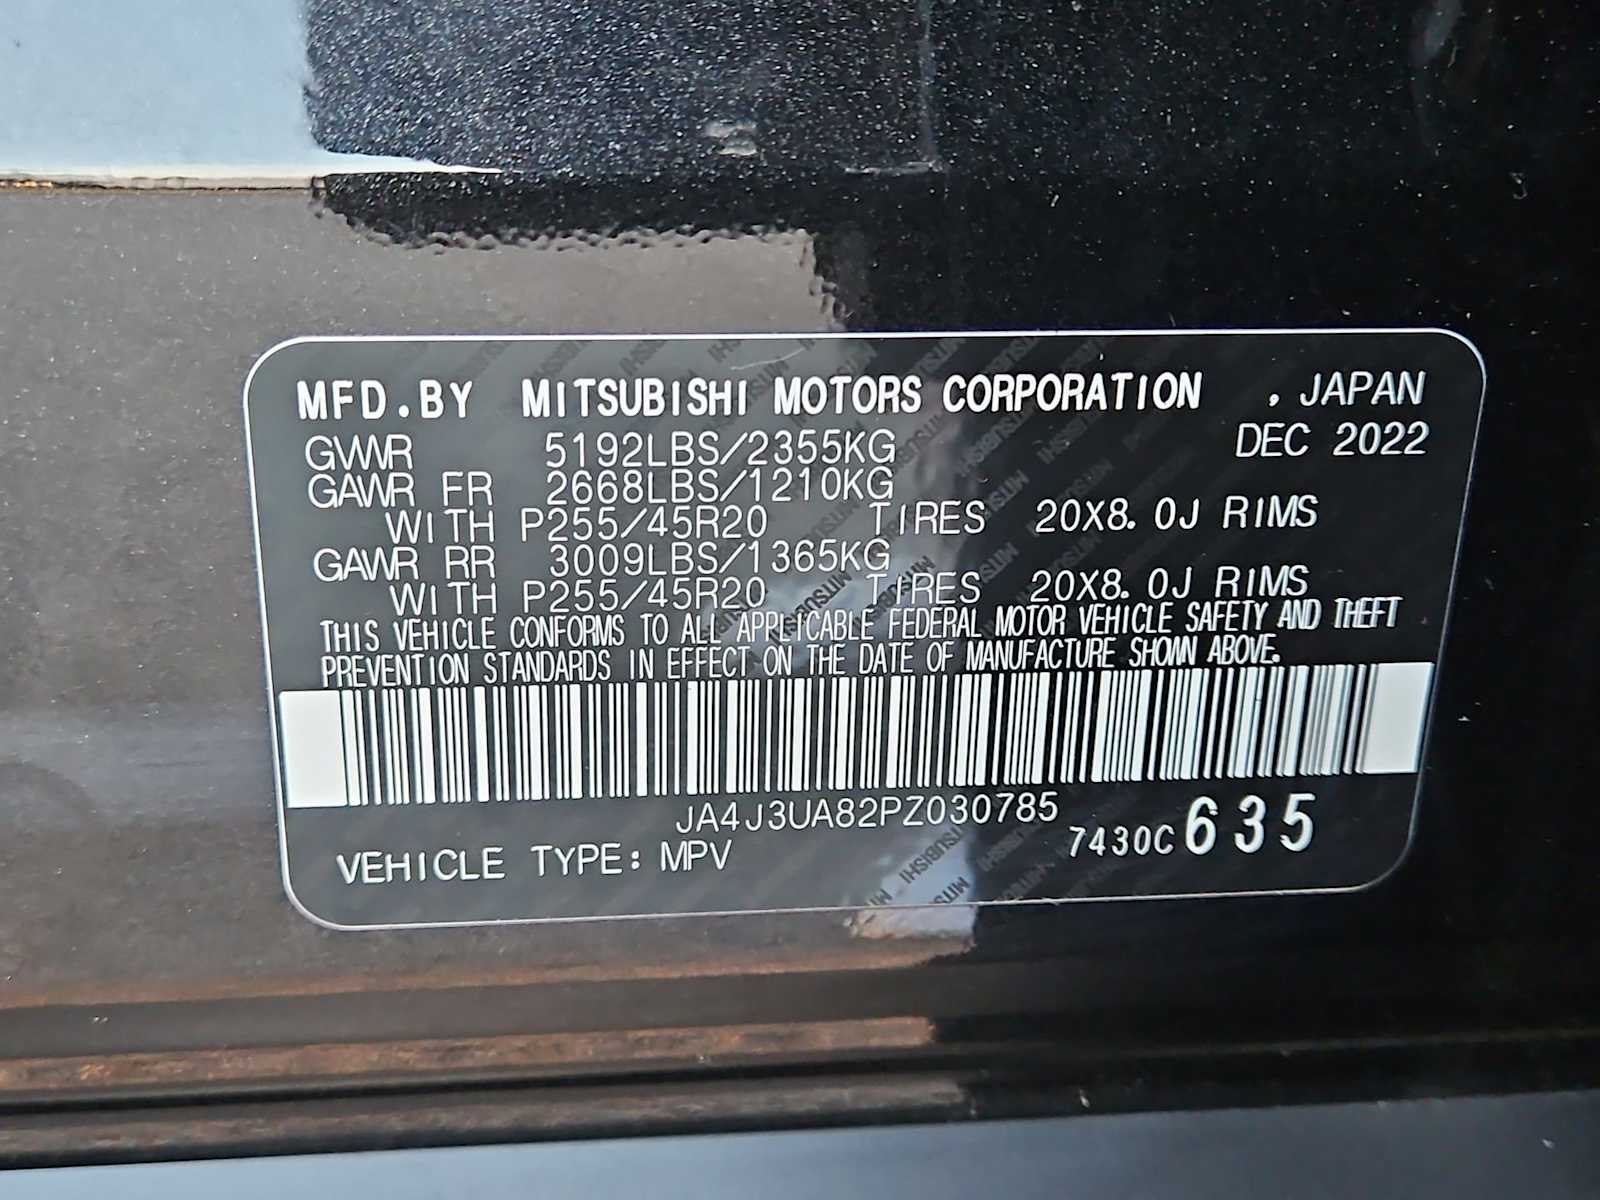 MFD.BY MITSUBISHI MOTORS CORPORATION , JAPAN
GVWR 5192LBS/2355KG DEC 2022
GAWR FR 2668LBS/1210KG
WITH P255/45R20 TIRES 20X8.0J RIMS
GAWR RR 3009LBS/1365KG
WITH P255/45R20 TIRES 20X8.0J RIMS
THIS VEHICLE CONFORMS TO ALL APPLICABLE FEDERAL MOTOR VEHICLE SAFETY AND THEFT
PREVENTION STANDARDS IN EFFECT ON THE DATE OF MANUFACTURE SHOWN ABOVE.
JA4J3UA82PZ030785
VEHICLE TYPE: MPV 7430C 635